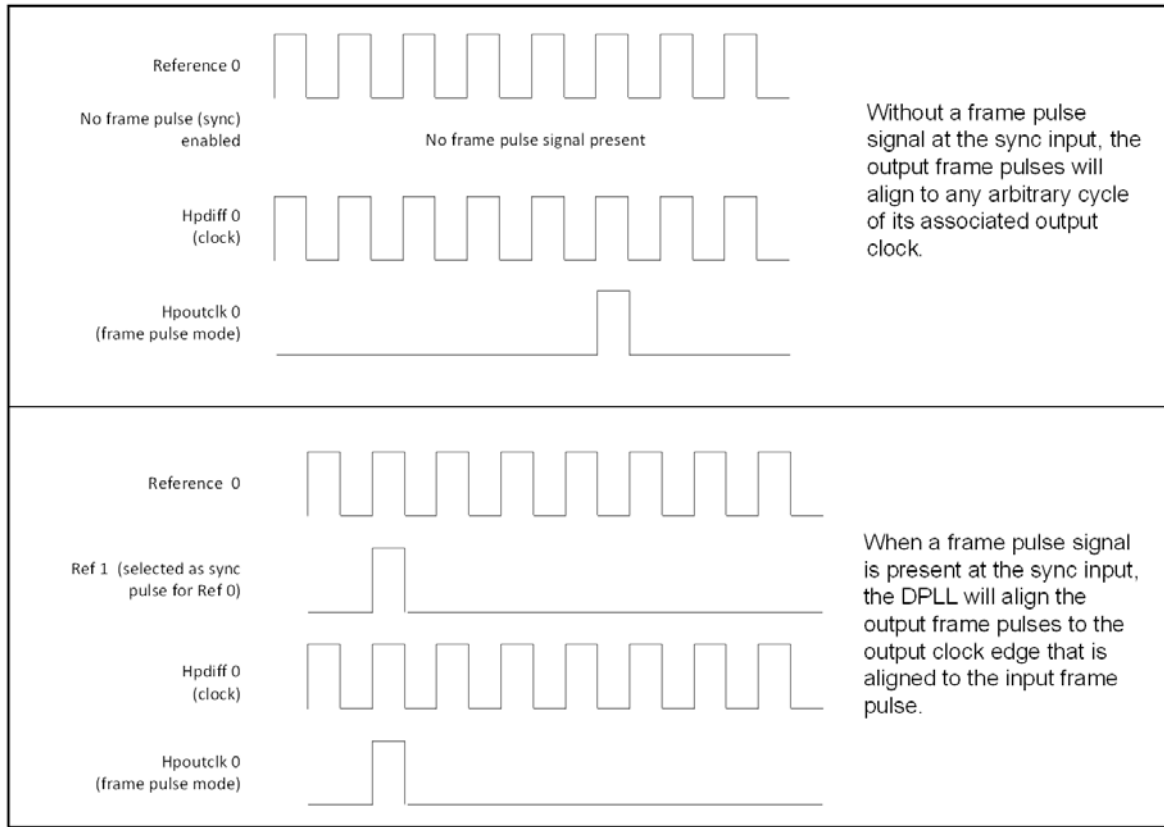 Reference 0
No frame pulse (sync)
enabled
No frame pulse signal present
Hpdiff 0
(clock)
Hpoutclk 0
(frame pulse mode)
Without a frame pulse
signal at the sync input, the
output frame pulses will
align to any arbitrary cycle
of its associated output
clock.
Reference 0
Ref 1 (selected as sync
pulse for Ref 0)
Hpdiff 0
(clock)
Hpoutclk 0
(frame pulse mode)
When a frame pulse signal
is present at the sync input,
the DPLL will align the
output frame pulses to the
output clock edge that is
aligned to the input frame
pulse.